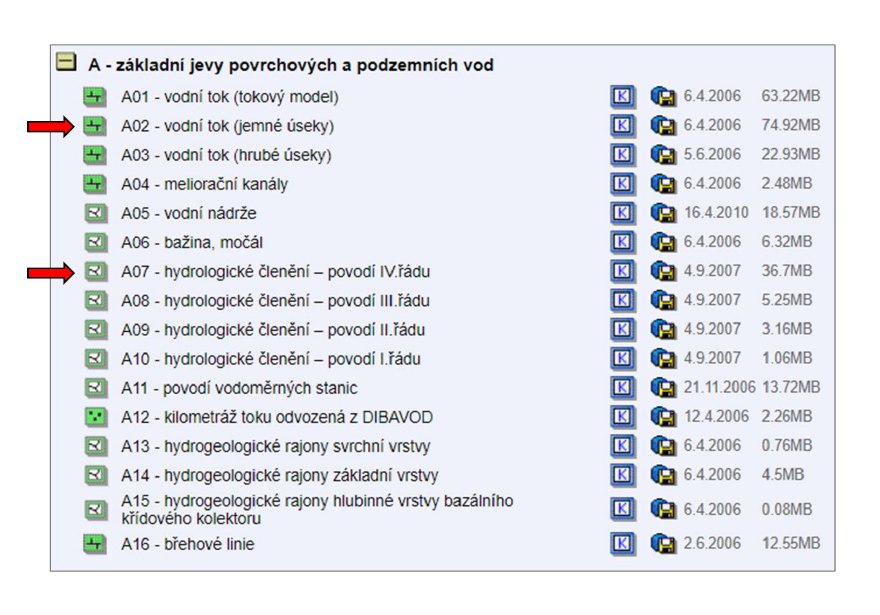 A - základní jevy povrchových a podzemních vod
A01 - vodní tok (tokový model) K 6.4.2006 63.22MB
A02 - vodní tok (jemné úseky) K 6.4.2006 74.92MB
A03 - vodní tok (hrubé úseky) K 5.6.2006 22.93MB
A04 - meliorační kanály K 6.4.2006 2.48MB
A05 - vodní nádrže K 16.4.2010 18.57MB
A06 - bažina, močál K 6.4.2006 6.32MB
A07 - hydrologické členění – povodí IV.řádu K 4.9.2007 36.7MB
A08 - hydrologické členění – povodí III.řádu K 4.9.2007 5.25MB
A09 - hydrologické členění – povodí II.řádu K 4.9.2007 3.16MB
A10 - hydrologické členění – povodí I.řádu K 4.9.2007 1.06MB
A11 - povodí vodoměrných stanic K 21.11.2006 13.72MB
A12 - kilometráž toku odvozená z DIBAVOD K 12.4.2006 2.26MB
A13 - hydrogeologické rajony svrchní vrstvy K 6.4.2006 0.76MB
A14 - hydrogeologické rajony základní vrstvy K 6.4.2006 4.5MB
A15 - hydrogeologické rajony hlubinné vrstvy bazálního
křídového kolektoru K 6.4.2006 0.08MB
A16 - břehové linie K 2.6.2006 12.55MB